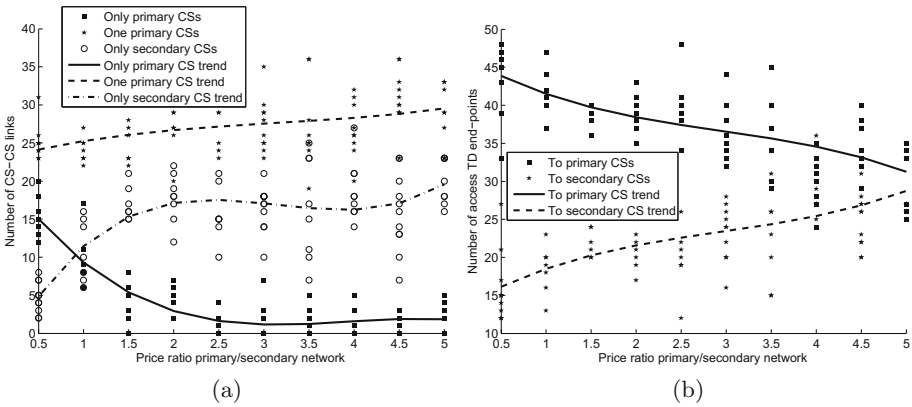 40
35
30
25
20
15
10
5
0
0.5 1 1.5 2 2.5 3 3.5 4 4.5 5
Number of CS−CS links
Price ratio primary/secondary network
Only primary CSs
One primary CSs
Only secondary CSs
Only primary CS trend
One primary CS trend
Only secondary CS trend
(a)
50
45
40
35
30
25
20
15
10
0.5 1 1.5 2 2.5 3 3.5 4 4.5 5
Number of access TD end−points
Price ratio primary/secondary network
To primary CSs
To secondary CSs
To primary CS trend
To secondary CS trend
(b)